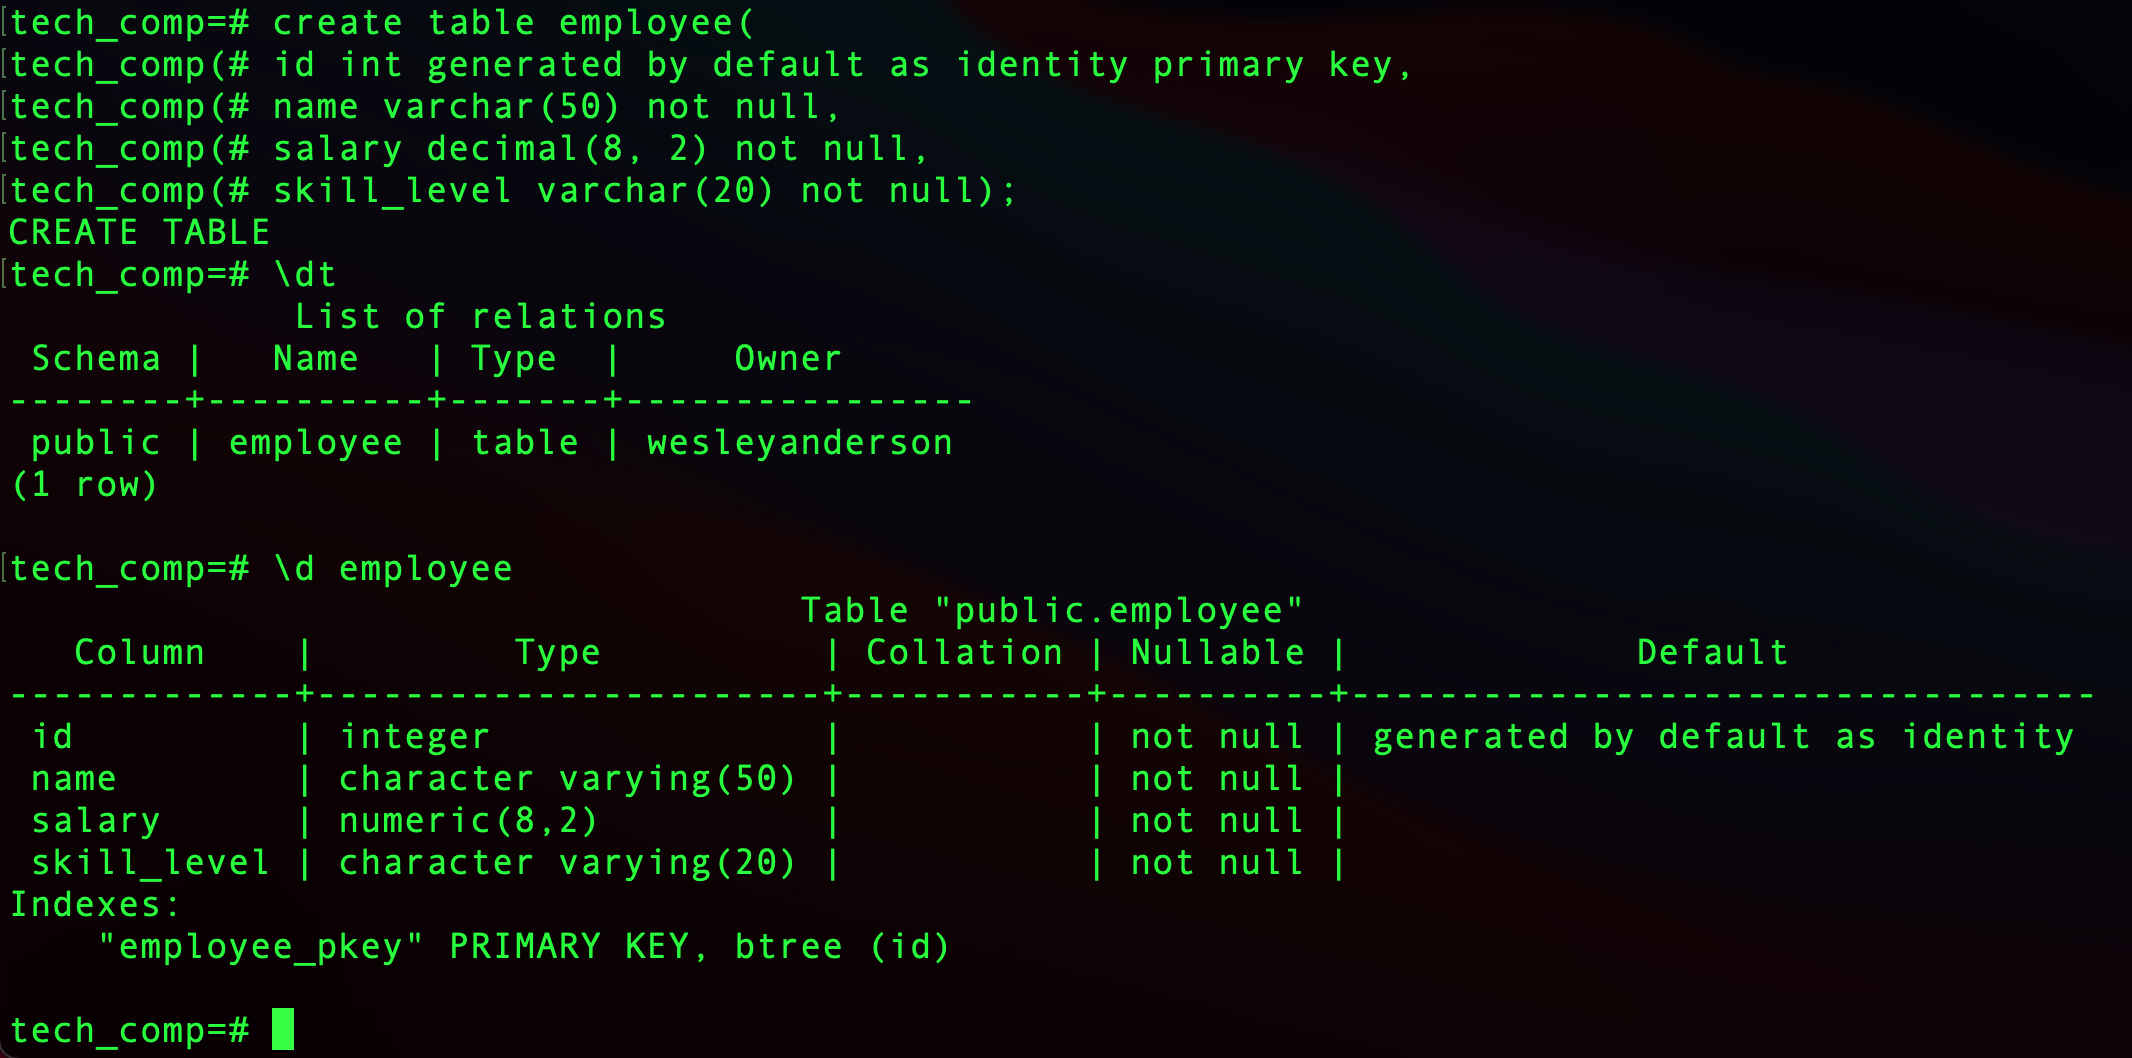 tech_comp=# create table employee(
tech_comp(# id int generated by default as identity primary key,
tech_comp(# name varchar(50) not null,
tech_comp(# salary decimal(8, 2) not null,
tech_comp(# skill_level varchar(20) not null);
CREATE TABLE
tech_comp=# \dt
             List of relations
 Schema |   Name   | Type  |     Owner
--------+----------+-------+----------------
 public | employee | table | wesleyanderson
(1 row)

tech_comp=# \d employee
                                    Table "public.employee"
   Column    |         Type          | Collation | Nullable |             Default
-------------+-----------------------+-----------+----------+----------------------------------
 id          | integer               |           | not null | generated by default as identity
 name        | character varying(50) |           | not null |
 salary      | numeric(8,2)          |           | not null |
 skill_level | character varying(20) |           | not null |
Indexes:
    "employee_pkey" PRIMARY KEY, btree (id)

tech_comp=#